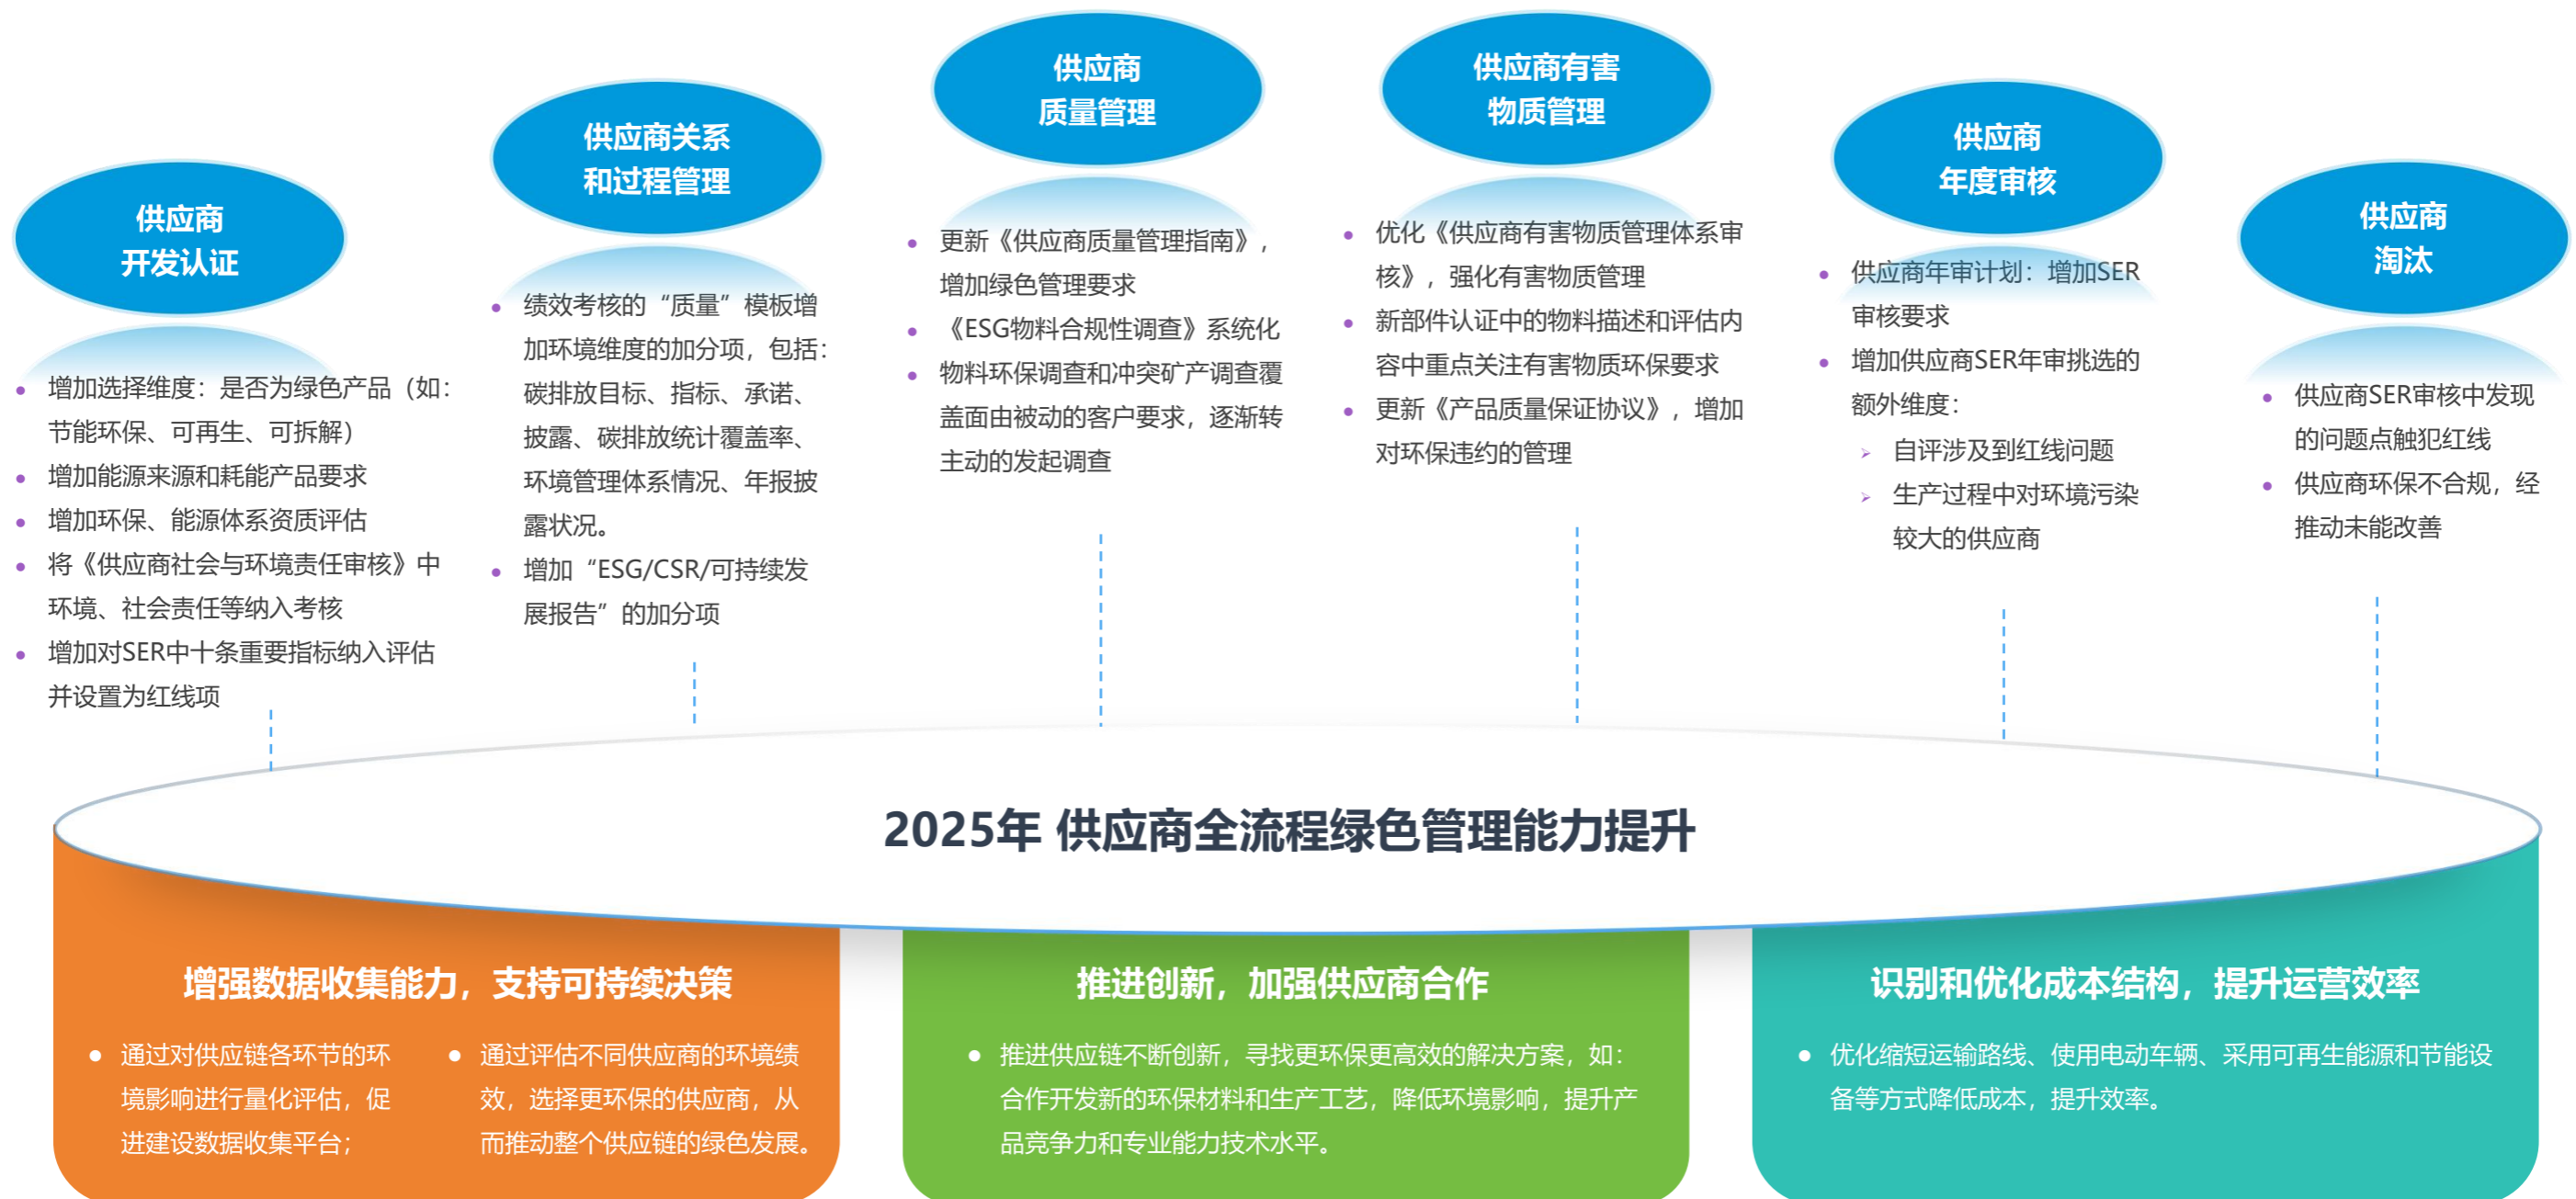 供应商
开发认证
增加选择维度：是否为绿色产品（如：
节能环保、可再生、可拆解）
增加能源来源和耗能产品要求
增加环保、能源体系资质评估
将《供应商社会与环境责任审核》中
环境、社会责任等纳入考核
增加对SER中十条重要指标纳入评估
并设置为红线项
供应商关系
和过程管理
绩效考核的“质量”模板增
加环境维度的加分项，包括：
碳排放目标、指标、承诺、
披露、碳排放统计覆盖率、
环境管理体系情况、年报披
露状况。
增加“ESG/CSR/可持续发
展报告”的加分项
供应商
质量管理
更新《供应商质量管理指南》，
增加绿色管理要求
《ESG物料合规性调查》系统化
物料环保调查和冲突矿产调查覆
盖面由被动的客户要求，逐渐转
主动的发起调查
供应商有害
物质管理
优化《供应商有害物质管理体系审
核》，强化有害物质管理
新部件认证中的物料描述和评估内
容中重点关注有害物质环保要求
更新《产品质量保证协议》，增加
对环保违约的管理
供应商
年度审核
供应商年审计划：增加SER
审核要求
增加供应商SER年审挑选的
额外维度：
自评涉及到红线问题
生产过程中对环境污染
较大的供应商
供应商
淘汰
供应商SER审核中发现
的问题点触犯红线
供应商环保不合规，经
推动未能改善
2025年 供应商全流程绿色管理能力提升
增强数据收集能力，支持可持续决策
通过对供应链各环节的环
境影响进行量化评估，促
进建设数据收集平台；
通过评估不同供应商的环境绩
效，选择更环保的供应商，从
而推动整个供应链的绿色发展。
推进创新，加强供应商合作
推进供应链不断创新，寻找更环保更高效的解决方案，如：
合作开发新的环保材料和生产工艺，降低环境影响，提升产
品竞争力和专业能力技术水平。
识别和优化成本结构，提升运营效率
优化缩短运输路线、使用电动车辆、采用可再生能源和节能设
备等方式降低成本，提升效率。